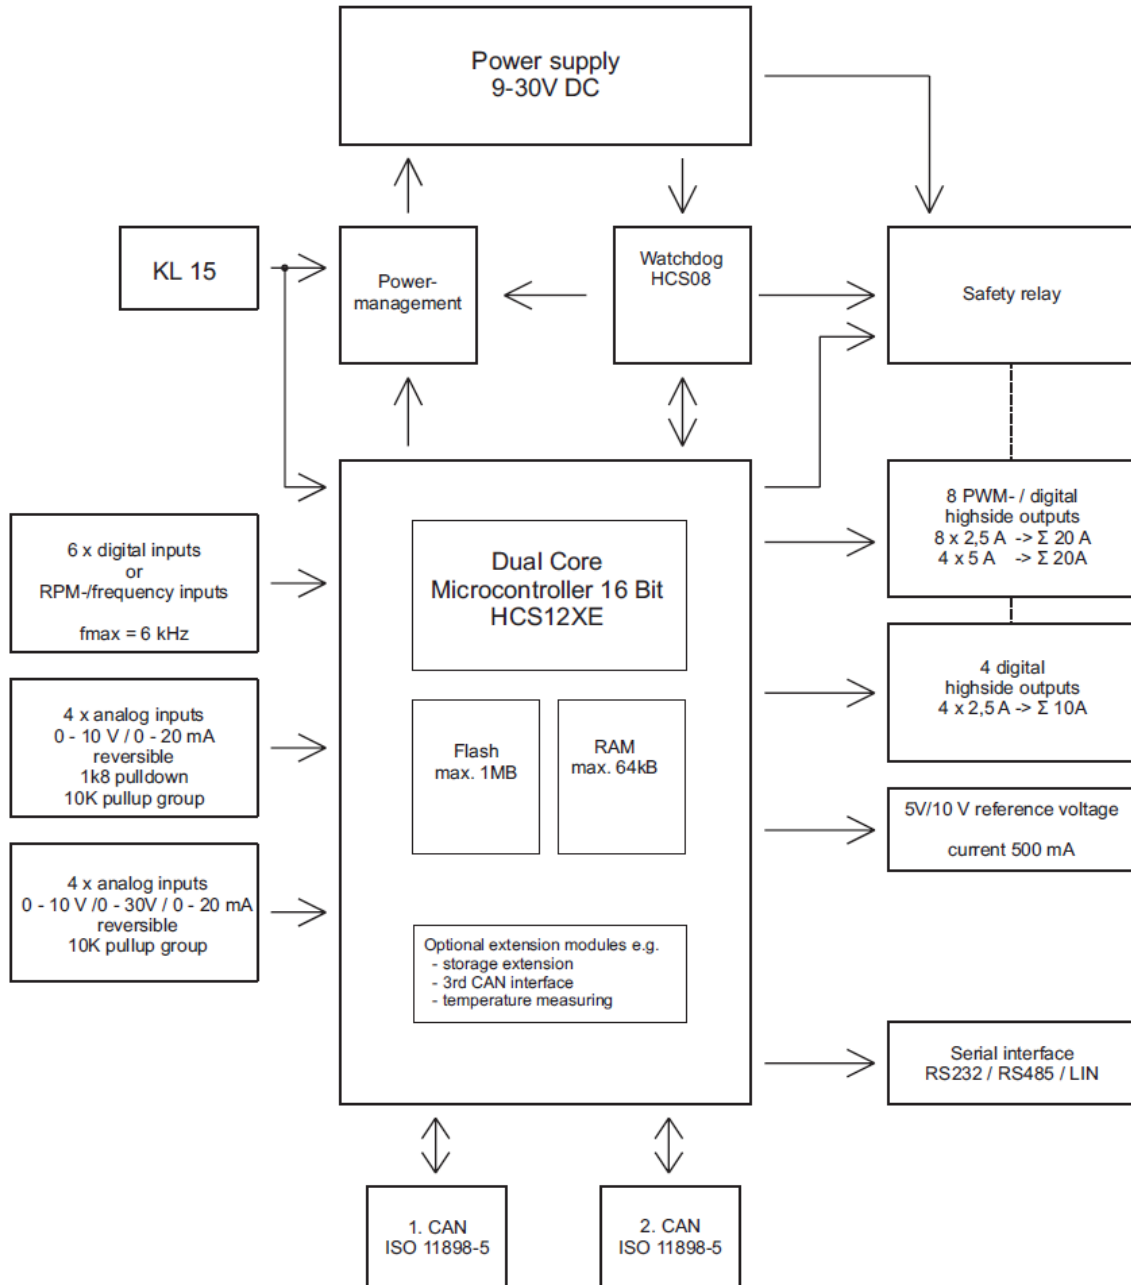 Power supply
9-30V DC
KL 15
Power-
management
Watchdog
HCS08
Safety relay
6 x digital inputs
or
RPM-/frequency inputs
fmax = 6 kHz
4 x analog inputs
0 - 10 V / 0 - 20 mA
reversible
1k8 pulldown
10K pullup group
4 x analog inputs
0 - 10 V /0 - 30V / 0 - 20 mA
reversible
10K pullup group
Dual Core
Microcontroller 16 Bit
HCS12XE
Flash
max. 1MB
RAM
max. 64kB
Optional extension modules e.g.
- storage extension
- 3rd CAN interface
- temperature measuring
8 PWM- / digital
highside outputs
8 x 2,5 A -> Σ 20 A
4 x 5 A -> Σ 20A
4 digital
highside outputs
4 x 2,5 A -> Σ 10A
5V/10 V reference voltage
current 500 mA
Serial interface
RS232 / RS485 / LIN
1. CAN
ISO 11898-5
2. CAN
ISO 11898-5